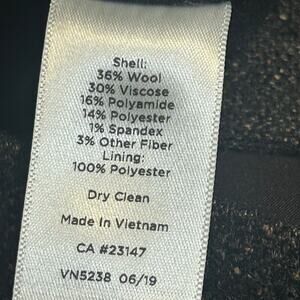 Shell:
36% Wool
30% Viscose
16% Polyamide
14% Polyester
1% Spandex
3% Other Fiber
Lining:
100% Polyester
Dry Clean
Made In Vietnam
CA #23147
VN5238 06/19